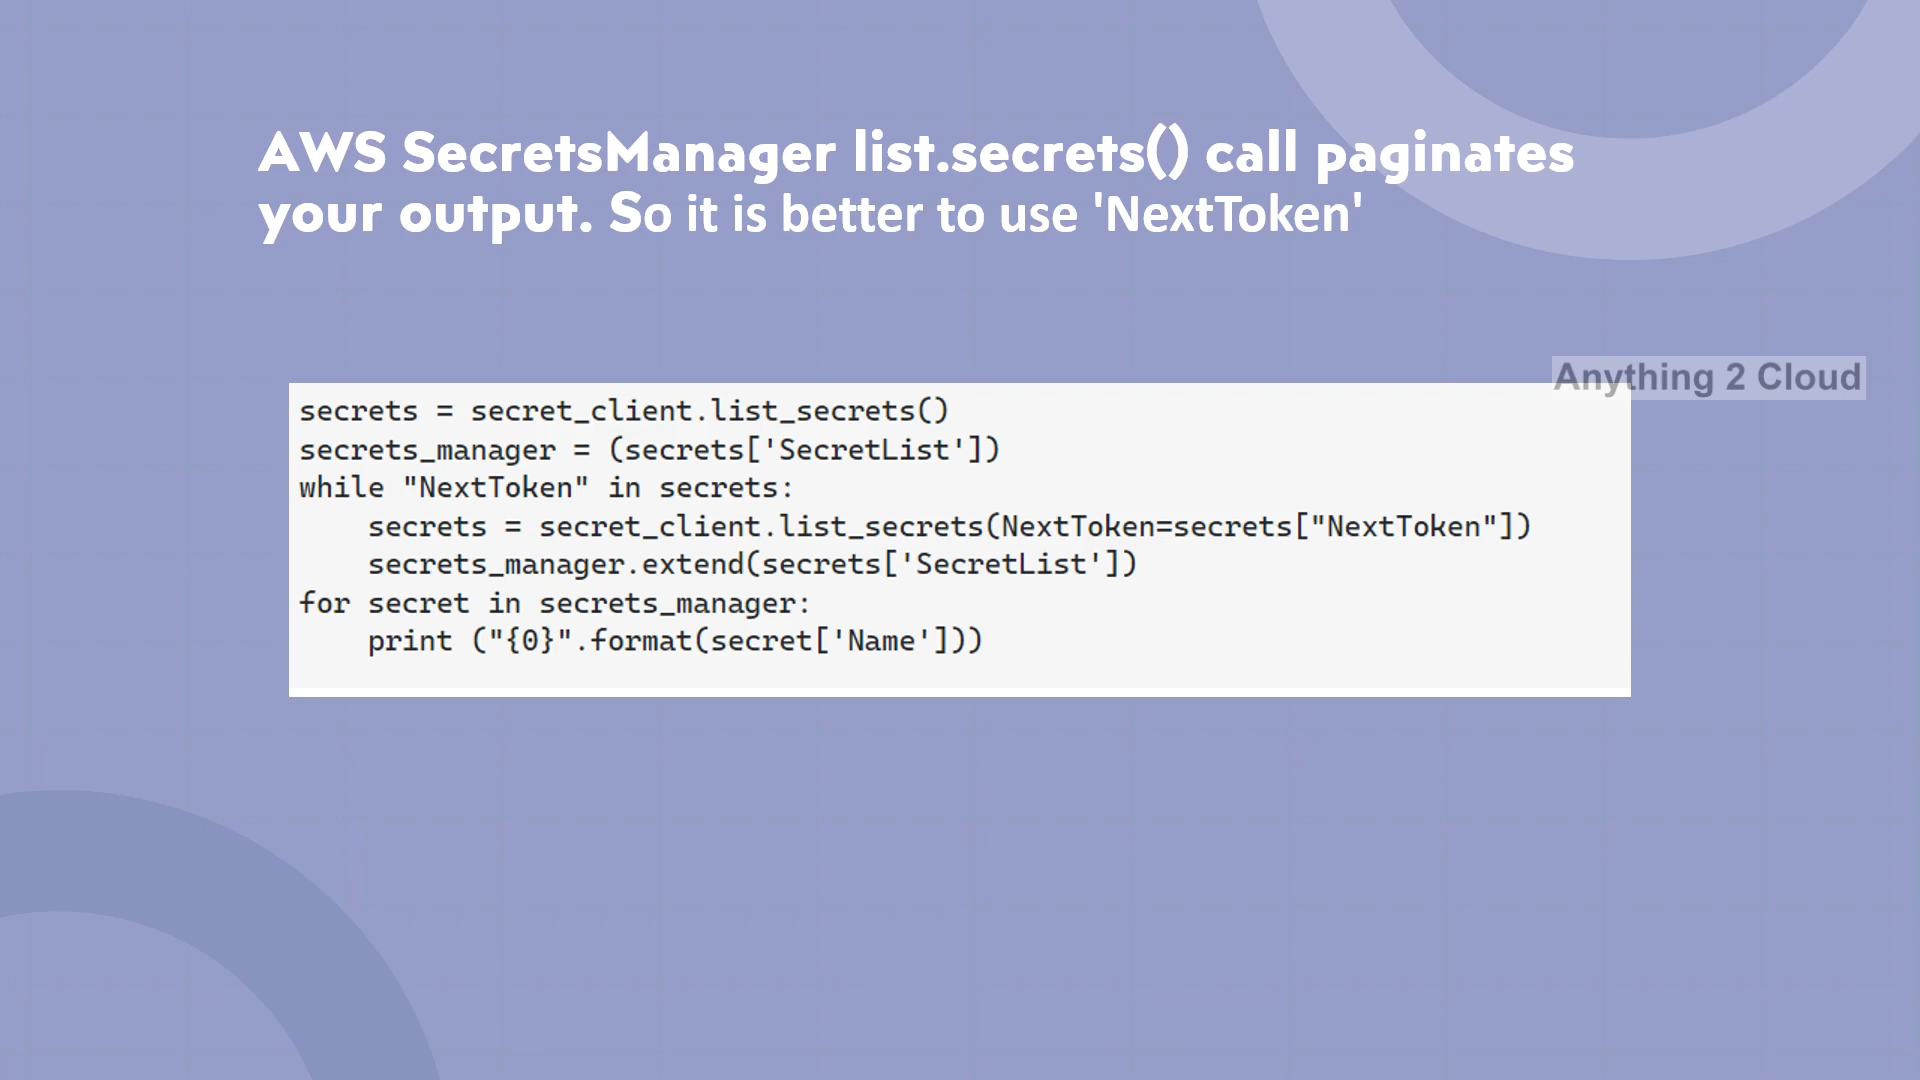 AWS SecretsManager list.secrets() call paginates
your output. So it is better to use 'NextToken'
Anything 2 Cloud
secrets = secret_client.list_secrets()
secrets_manager = (secrets['SecretList'])
while "NextToken" in secrets:
    secrets = secret_client.list_secrets(NextToken=secrets["NextToken"])
    secrets_manager.extend(secrets['SecretList'])
for secret in secrets_manager:
    print ("{0}".format(secret['Name']))